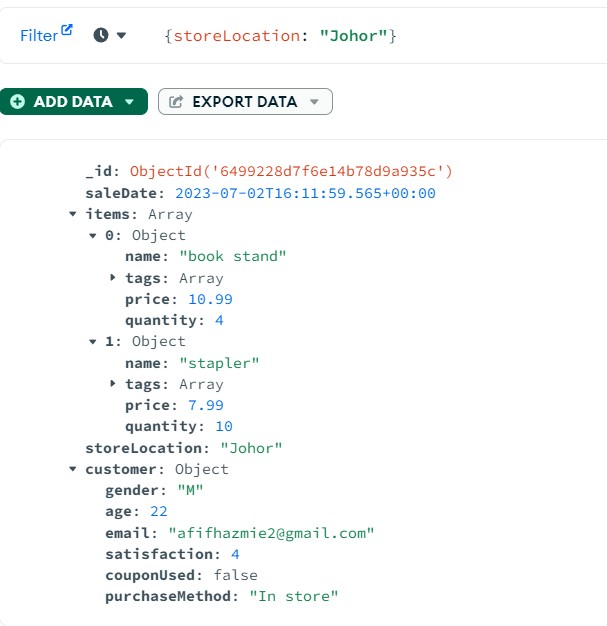 Filter {storeLocation: "Johor"}
ADD DATA EXPORT DATA
_id: ObjectId('6499228d7f6e14b78d9a935c')
saleDate: 2023-07-02T16:11:59.565+00:00
items: Array
0: Object
name: "book stand"
tags: Array
price: 10.99
quantity: 4
1: Object
name: "stapler"
tags: Array
price: 7.99
quantity: 10
storeLocation: "Johor"
customer: Object
gender: "M"
age: 22
email: "afifhazmie2@gmail.com"
satisfaction: 4
couponUsed: false
purchaseMethod: "In store"